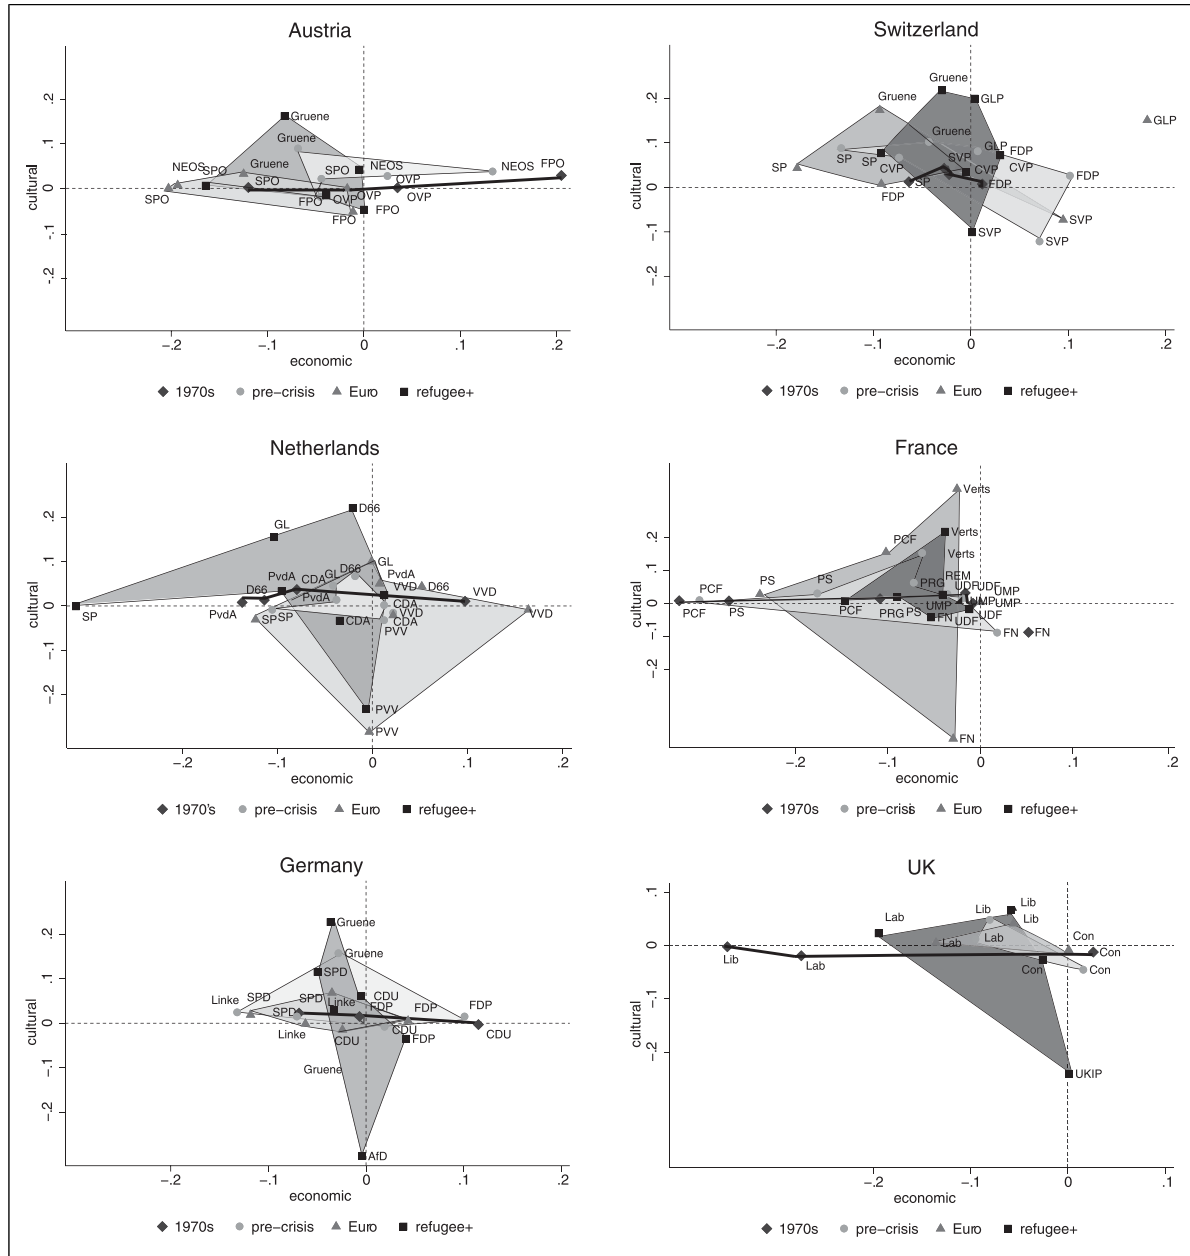 Austria
cultural
.2
.1
0
−.1
−.2
Gruene
Gruene
NEOS
SPO
Gruene
SPO
SPO
NEOS
OVP
NEOS
FPO
SPO
FPO
OVP
OVP
OVP
FPO
FPO
−.2
−.1
0
.1
.2
economic
1970s
pre−crisis
Euro
refugee+
Switzerland
cultural
.2
.1
0
−.1
−.2
Gruene
Gruene
GLP
GLP
Gruene
GLP
FDP
SP
SP
SP
SVP
CVP
CVP
CVP
FDP
FDP
SP
FDP
SVP
SVP
SVP
−.2
−.1
0
.1
.2
economic
1970s
pre−crisis
Euro
refugee+
Netherlands
cultural
.2
.1
0
−.1
−.2
D66
GL
GL
PvdA
CDA
GL
D66
PvdA
VVD
D66
VVD
D66
PvdA
CDA
SP
PvdA
SP
SP
VVD
CDA
VVD
CDA
PVV
PVV
PVV
−.2
−.1
0
.1
.2
economic
1970's
pre−crisis
Euro
refugee+
France
cultural
.2
.1
0
−.1
−.2
Verts
Verts
PCF
Verts
PCF
PS
PS
PRG
REM
UDF
UDF
UMP
PCF
PS
PCF
PRG
PS
UMP
UMP
UMP
FN
UDF
UDF
FN
FN
FN
−.2
−.1
0
.1
.2
economic
1970s
pre−crisis
Euro
refugee+
Germany
cultural
.2
.1
0
−.1
−.2
Gruene
Gruene
SPD
Linke
SPD
SPD
Linke
CDU
FDP
FDP
FDP
SPD
Linke
CDU
CDU
FDP
CDU
Gruene
AfD
−.2
−.1
0
.1
.2
economic
1970s
pre−crisis
Euro
refugee+
UK
cultural
.1
0
−.1
−.2
Lab
Lib
Lib
Lib
Con
Lab
Lab
Con
Lib
Lab
Con
Con
UKIP
−.2
−.1
0
.1
economic
1970s
pre−crisis
Euro
refugee+